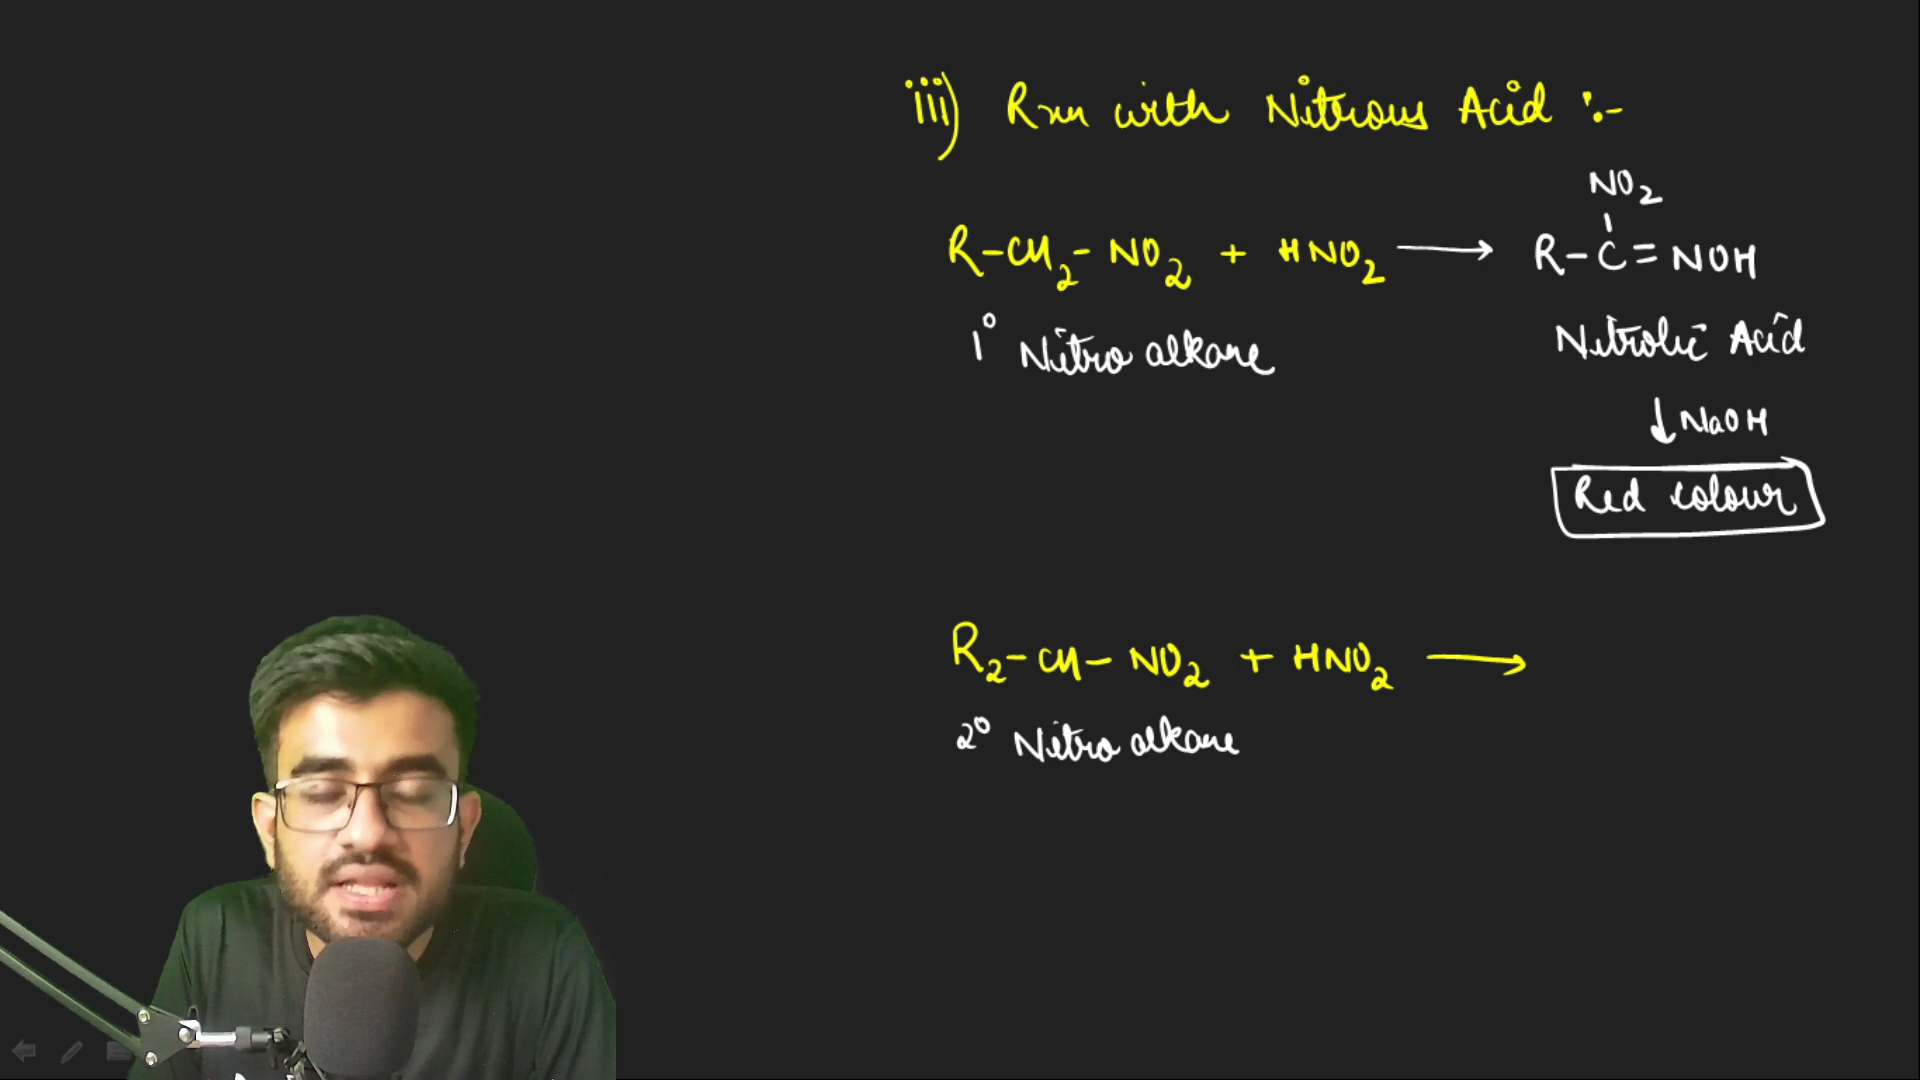 iii) Rxn with Nitrous Acid :-
NO2
R-CH2-NO2 + HNO2 ⟶ R-C=NOH
1° Nitro alkane
Nitrolic Acid
↓NaOH
Red colour
R2-CH-NO2 + HNO2 ⟶
2° Nitro alkane